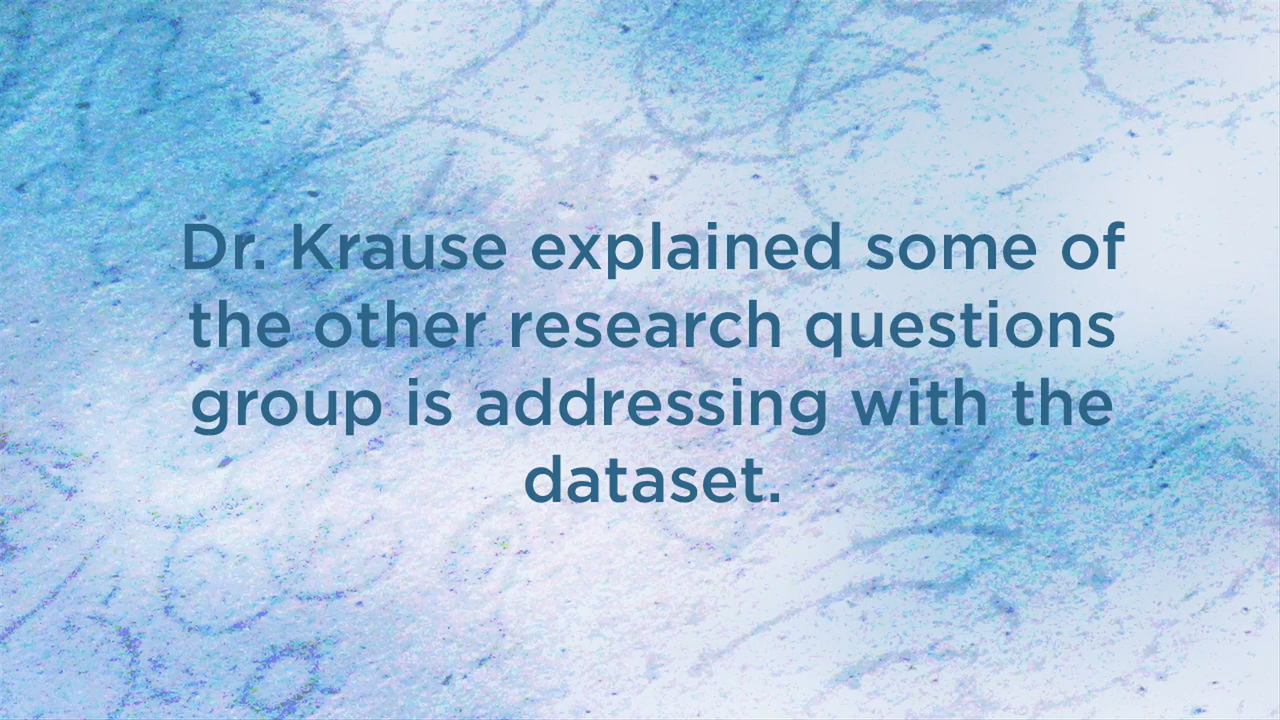 Dr. Krause explained some of
the other research questions
group is addressing with the
dataset.